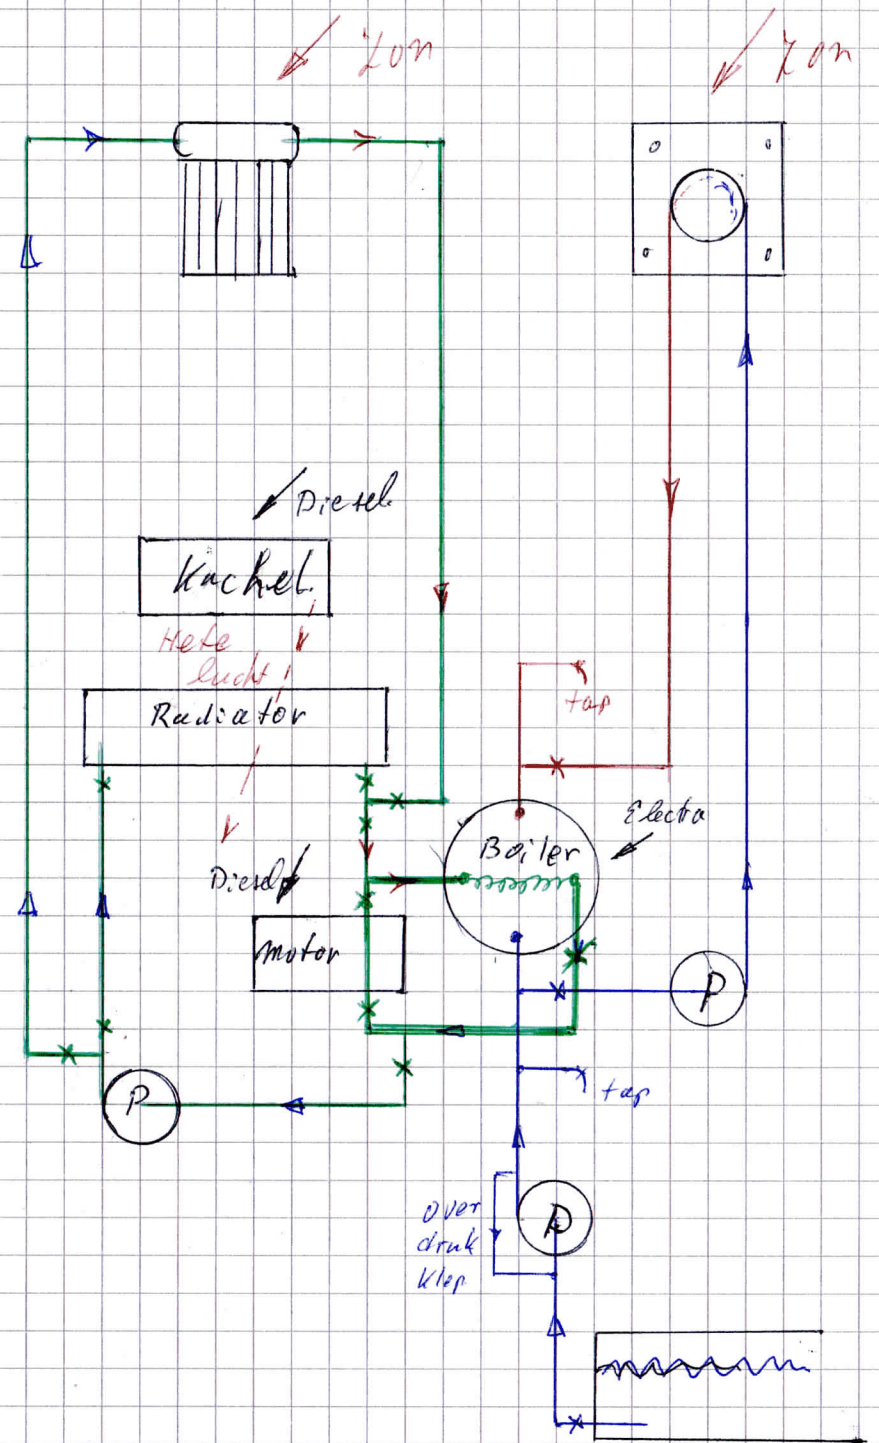 Zon
Zon
Diesel
Kachel
Hete
lucht
Radiator
tap
Electra
Boiler
Diesel
motor
P
P
tap
over
druk
klep
P